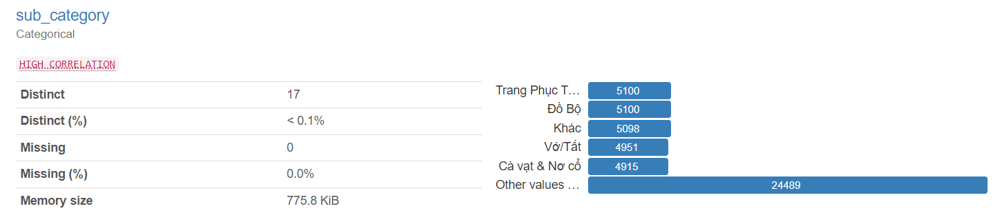 sub_category
Categorical
HIGH CORRELATION
Distinct 17
Distinct (%) < 0.1%
Missing 0
Missing (%) 0.0%
Memory size 775.8 KiB
Trang Phục T… 5100
Đồ Bộ 5100
Khác 5098
Vớ/Tất 4951
Cà vạt & Nơ cổ 4915
Other values … 24489